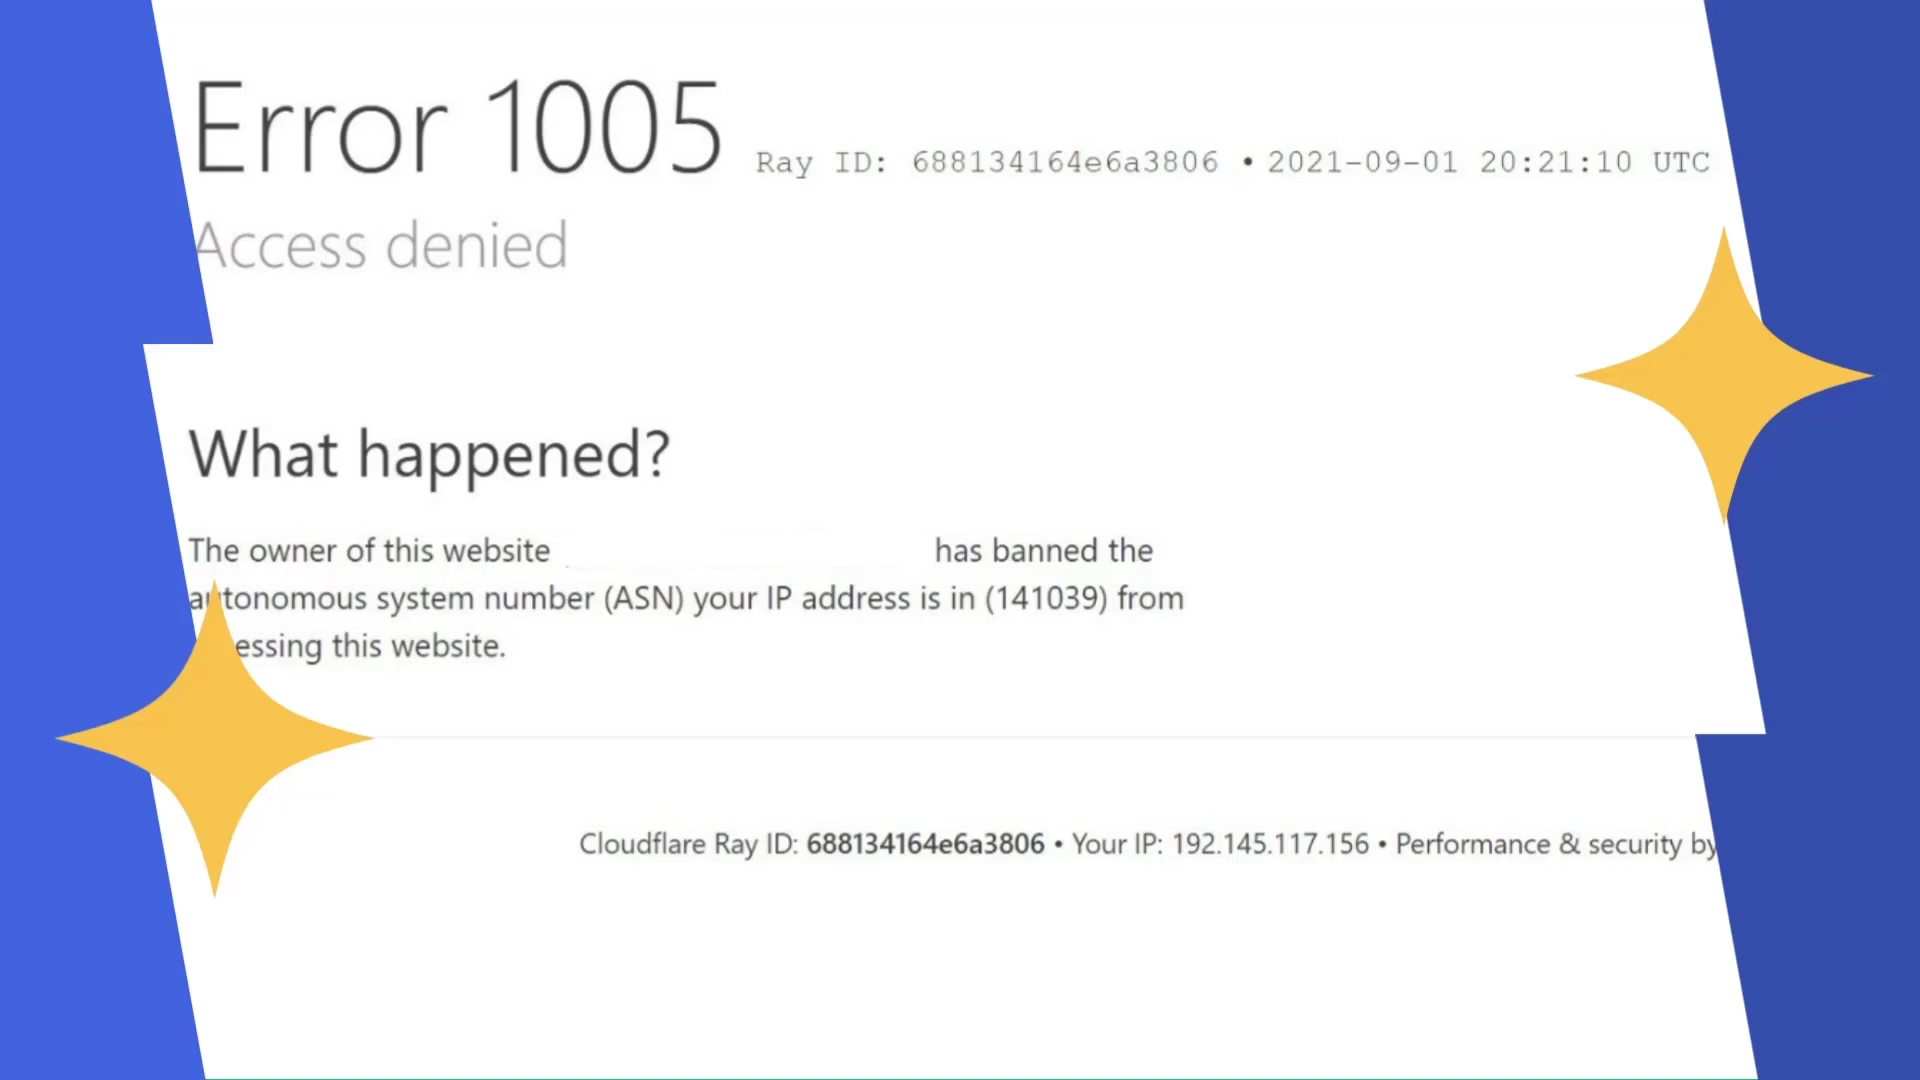 Error 1005 Ray ID: 688134164e6a3806 • 2021-09-01 20:21:10 UTC
Access denied
What happened?
The owner of this website has banned the
autonomous system number (ASN) your IP address is in (141039) from
essing this website.
Cloudflare Ray ID: 688134164e6a3806 • Your IP: 192.145.117.156 • Performance & security by